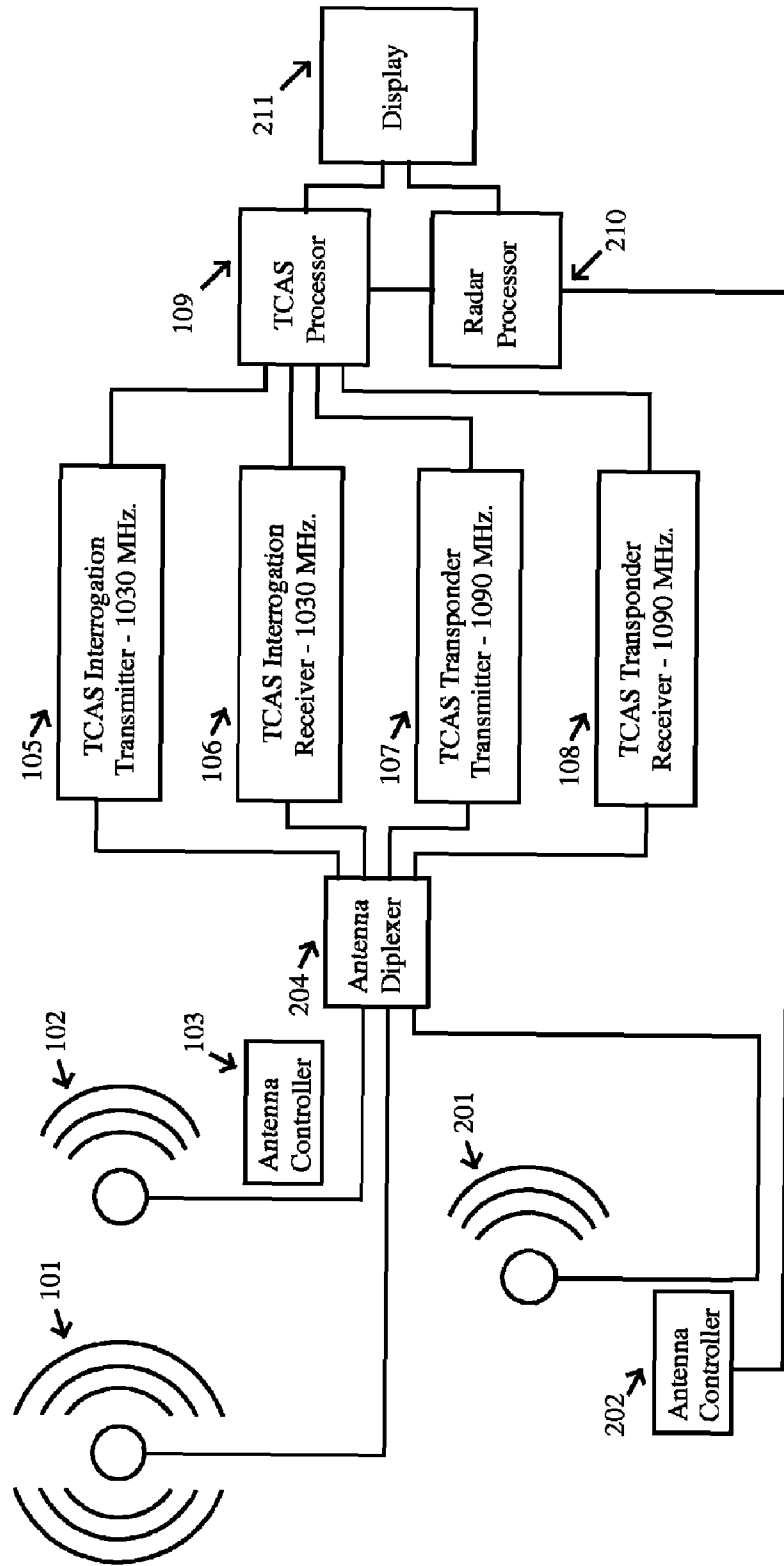 101
102
103
Antenna
Controller
201
202
Antenna
Controller
204
Antenna
Diplexer
105
TCAS Interrogation
Transmitter - 1030 MHz.
106
TCAS Interrogation
Receiver - 1030 MHz.
107
TCAS Transponder
Transmitter - 1090 MHz.
108
TCAS Transponder
Receiver - 1090 MHz.
109
TCAS
Processor
Radar
Processor
210
211
Display